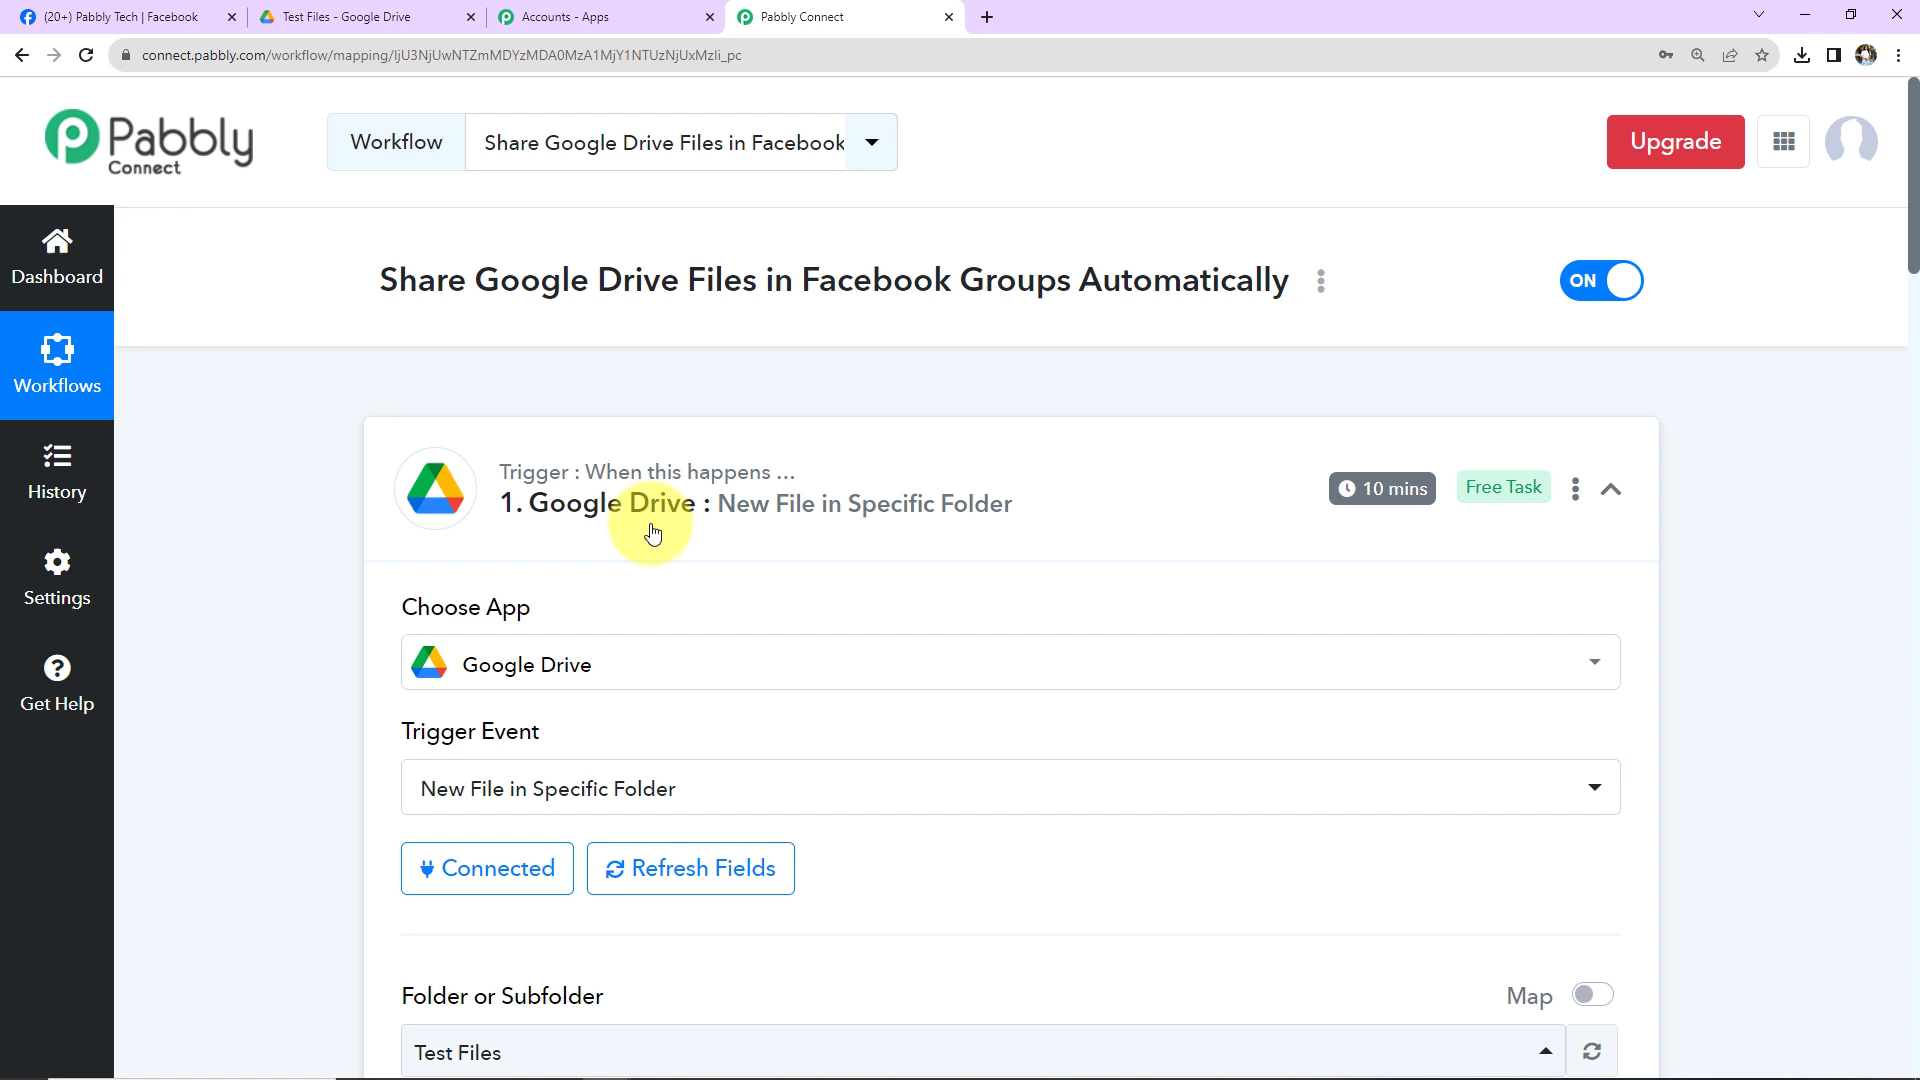 (20+) Pabbly Tech | Facebook
Test Files - Google Drive
Accounts - Apps
Pabbly Connect
connect.pabbly.com/workflow/mapping/IjU3NjUwNTZmMDYzMDA0MzA1MjY1NTUzNjUxMzIi_pc
Pabbly
Connect
Workflow
Share Google Drive Files in Facebook
Upgrade
Dashboard
Workflows
History
Settings
Get Help
Share Google Drive Files in Facebook Groups Automatically
ON
Trigger : When this happens ...
1. Google Drive : New File in Specific Folder
10 mins
Free Task
Choose App
Google Drive
Trigger Event
New File in Specific Folder
Connected
Refresh Fields
Folder or Subfolder
Map
Test Files